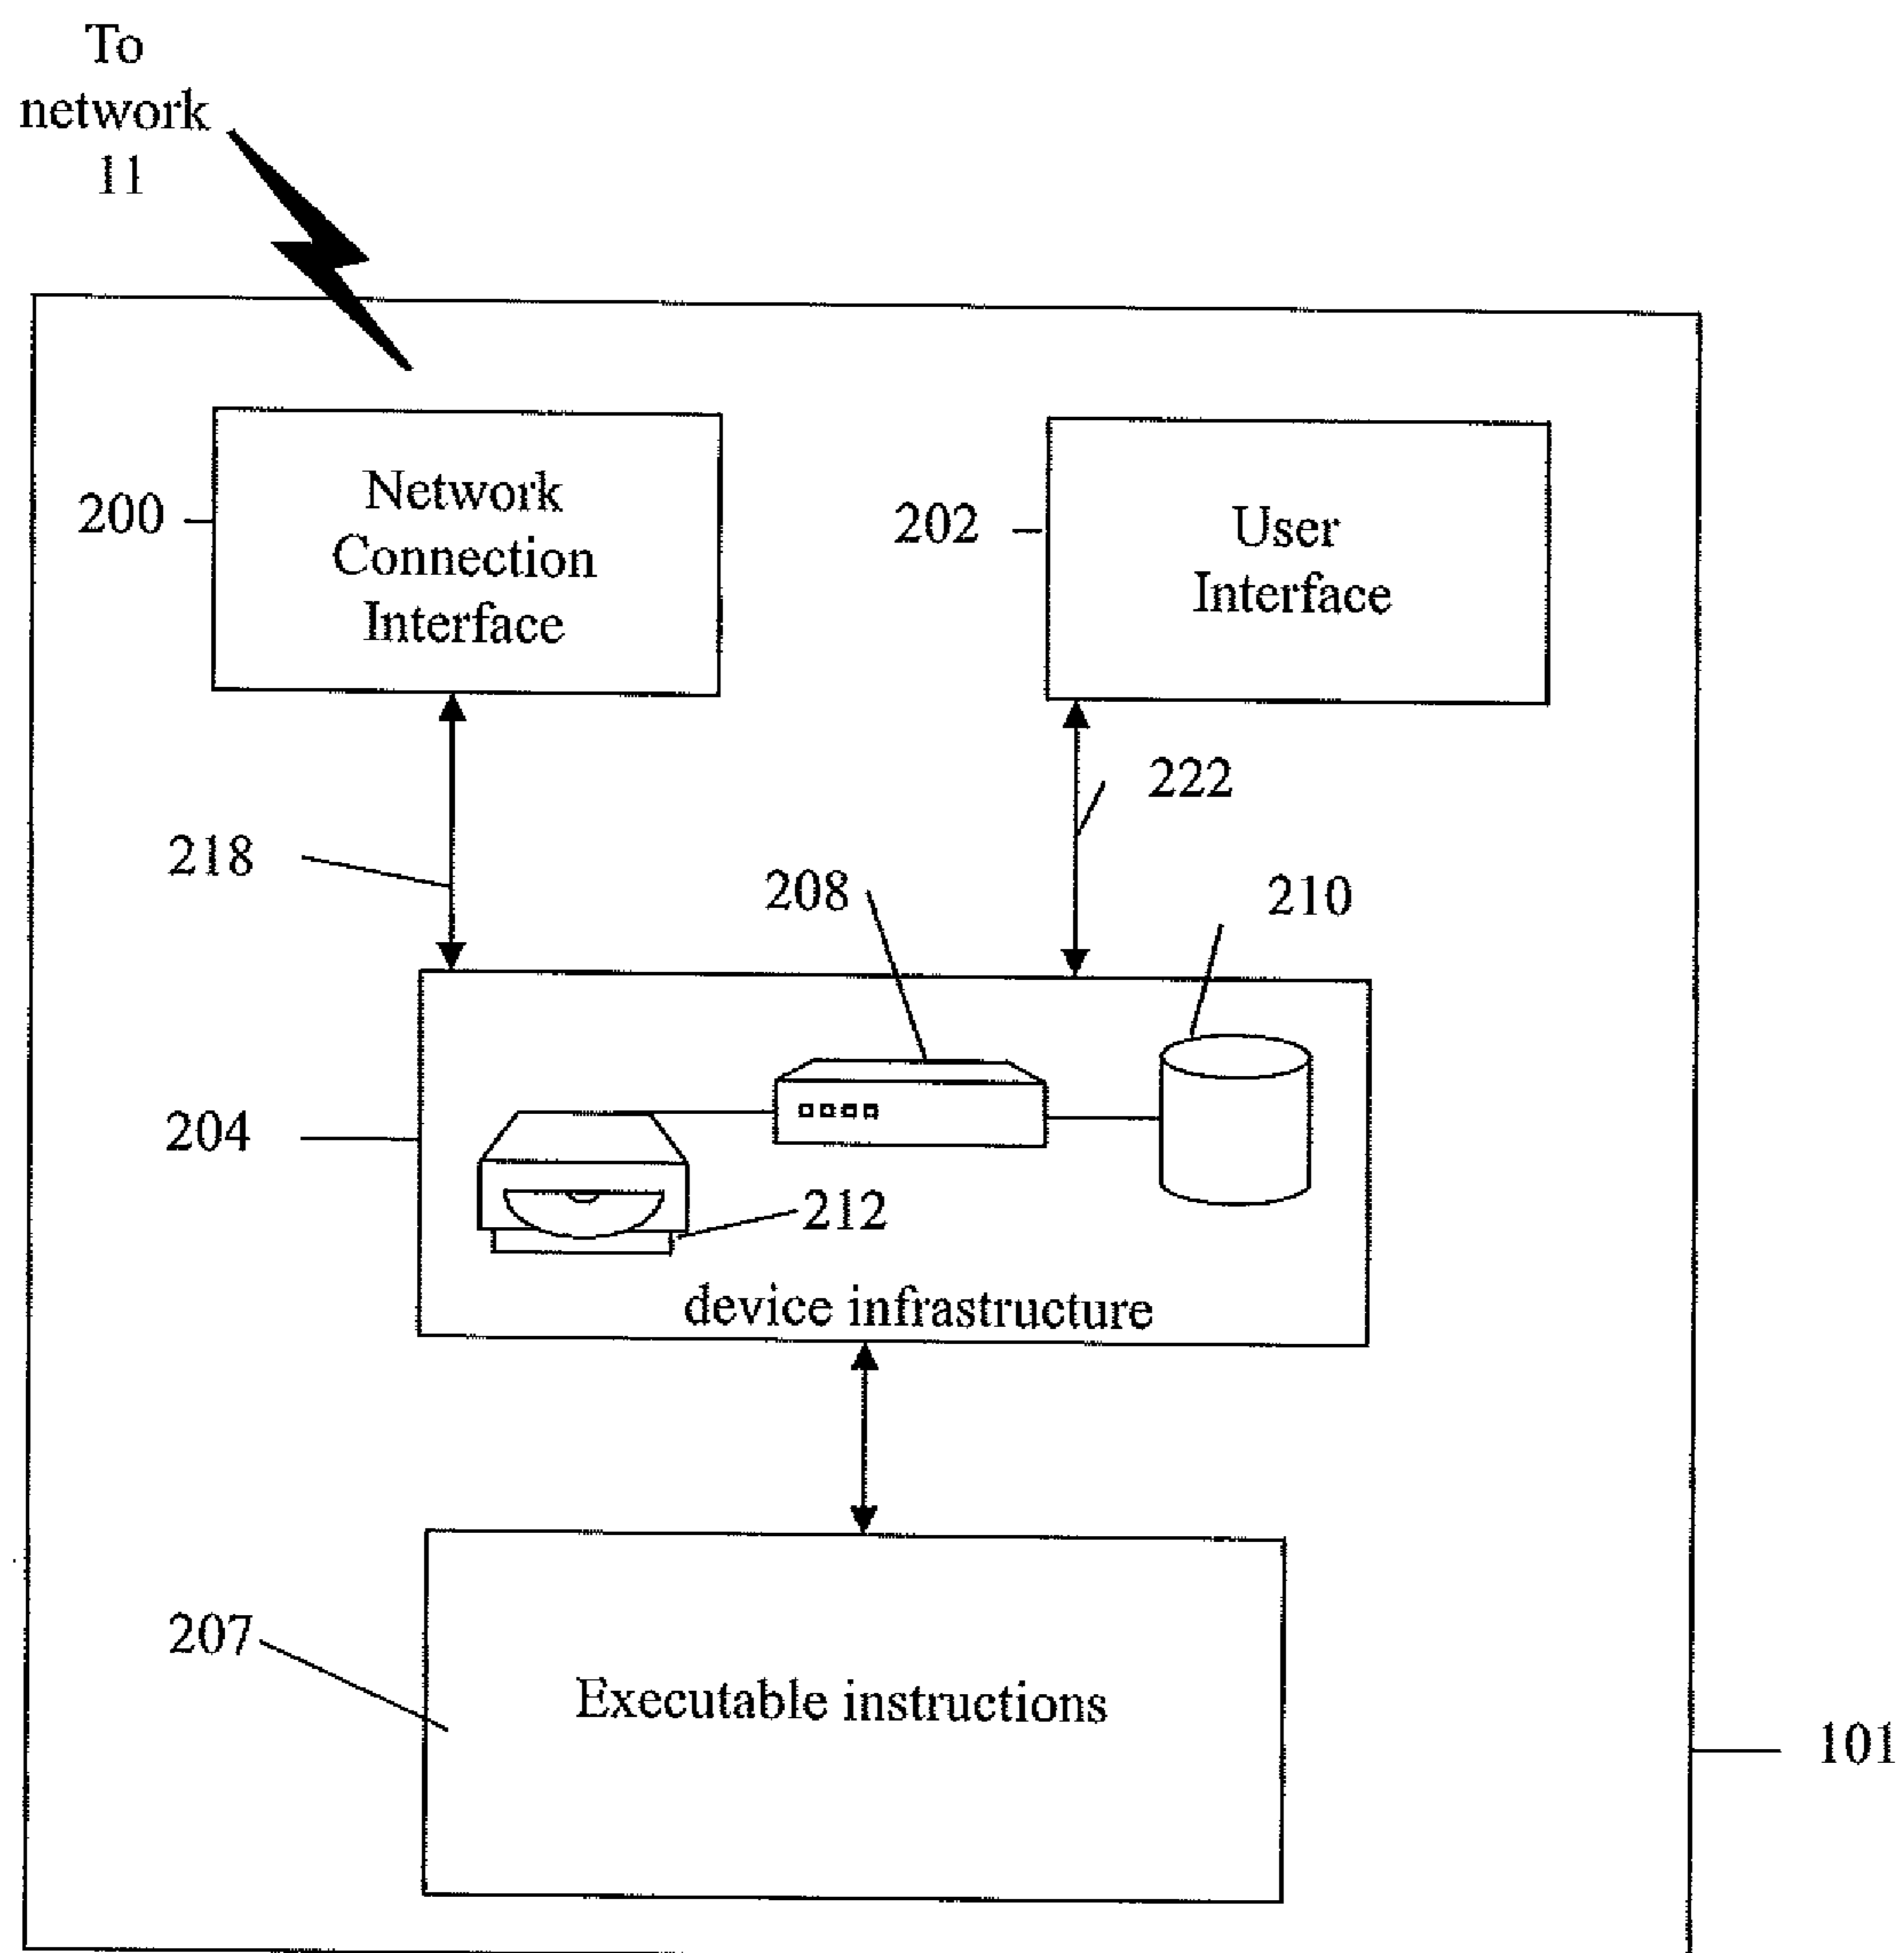 To
network
11
200
Network
Connection
Interface
202
User
Interface
222
218
208
210
204
212
device infrastructure
207
Executable instructions
101